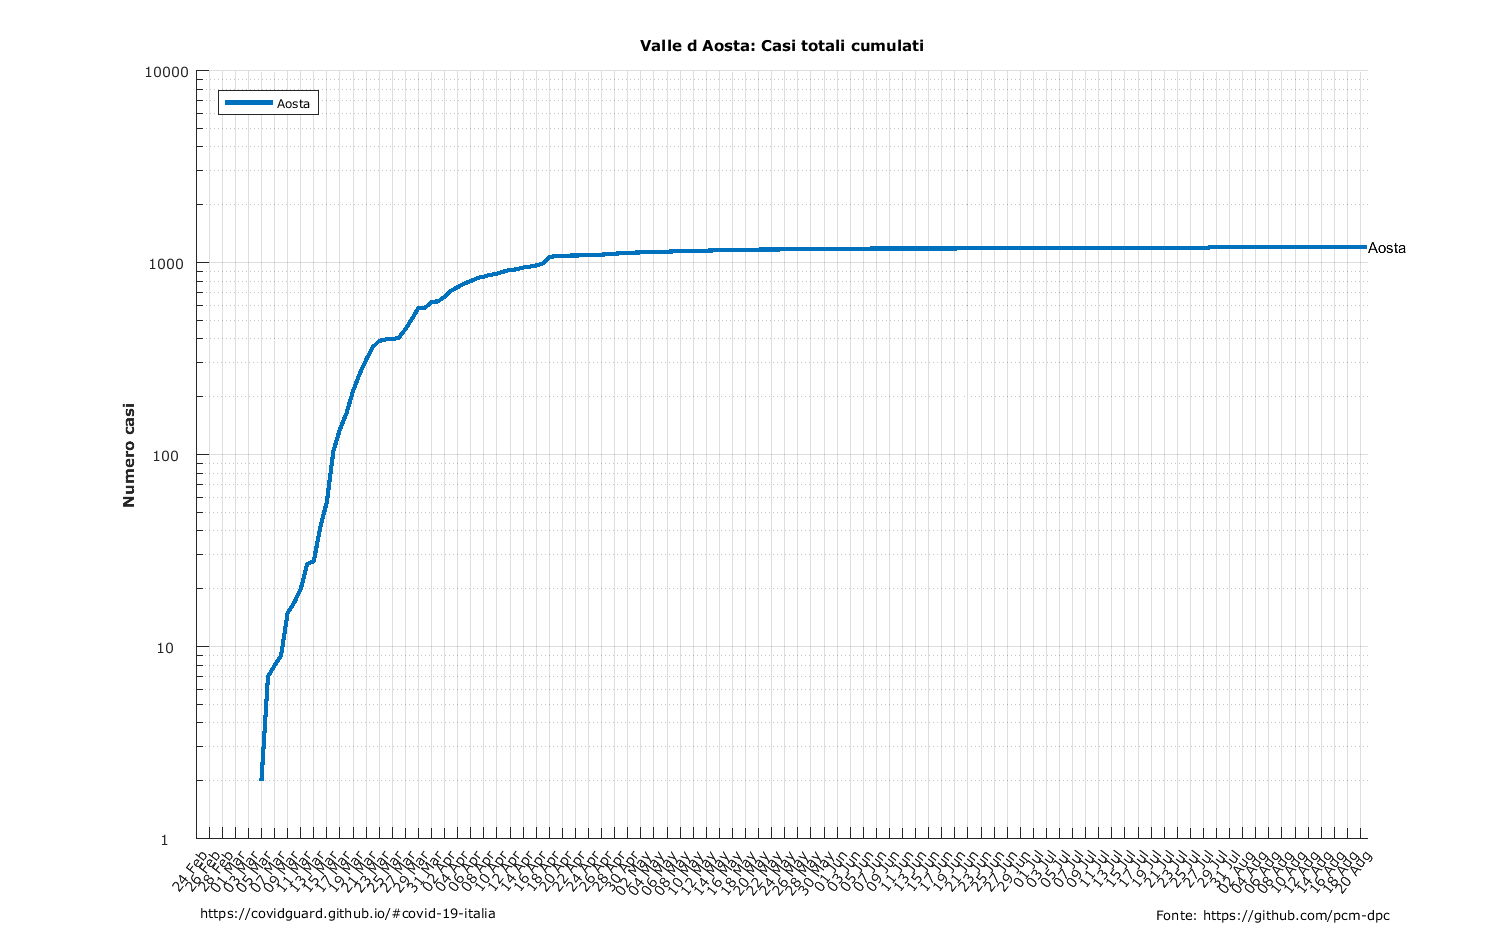 Valle d Aosta: Casi totali cumulati
Aosta
10000
1000
100
10
1
Numero casi
Aosta
24 Feb
26 Feb
28 Feb
01 Mar
03 Mar
05 Mar
07 Mar
09 Mar
11 Mar
13 Mar
15 Mar
17 Mar
19 Mar
21 Mar
23 Mar
25 Mar
27 Mar
29 Mar
31 Mar
02 Apr
04 Apr
06 Apr
08 Apr
10 Apr
12 Apr
14 Apr
16 Apr
18 Apr
20 Apr
22 Apr
24 Apr
26 Apr
28 Apr
30 Apr
02 May
04 May
06 May
08 May
10 May
12 May
14 May
16 May
18 May
20 May
22 May
24 May
26 May
28 May
30 May
01 Jun
03 Jun
05 Jun
07 Jun
09 Jun
11 Jun
13 Jun
15 Jun
17 Jun
19 Jun
21 Jun
23 Jun
25 Jun
27 Jun
29 Jun
01 Jul
03 Jul
05 Jul
07 Jul
09 Jul
11 Jul
13 Jul
15 Jul
17 Jul
19 Jul
21 Jul
23 Jul
25 Jul
27 Jul
29 Jul
31 Jul
02 Aug
04 Aug
06 Aug
08 Aug
10 Aug
12 Aug
14 Aug
16 Aug
18 Aug
20 Aug
https://covidguard.github.io/#covid-19-italia
Fonte: https://github.com/pcm-dpc